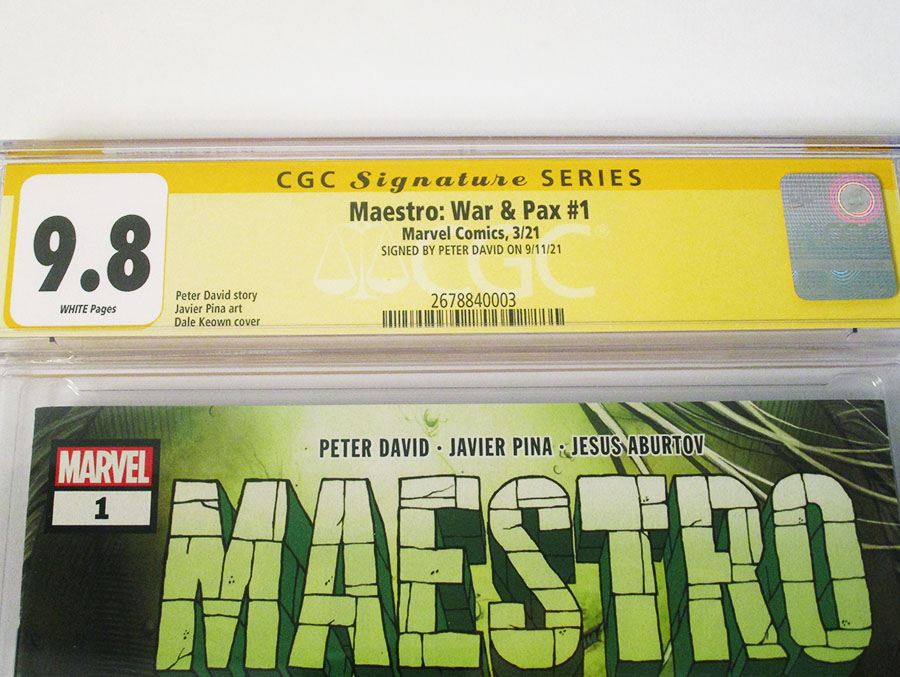 CGC Signature SERIES
9.8
WHITE Pages
Maestro: War & Pax #1
Marvel Comics, 3/21
SIGNED BY PETER DAVID ON 9/11/21
CGC
Peter David story
Javier Pina art
Dale Keown cover
2678840003
PETER DAVID · JAVIER PINA · JESUS ABURTOV
MARVEL
1
MAESTRO